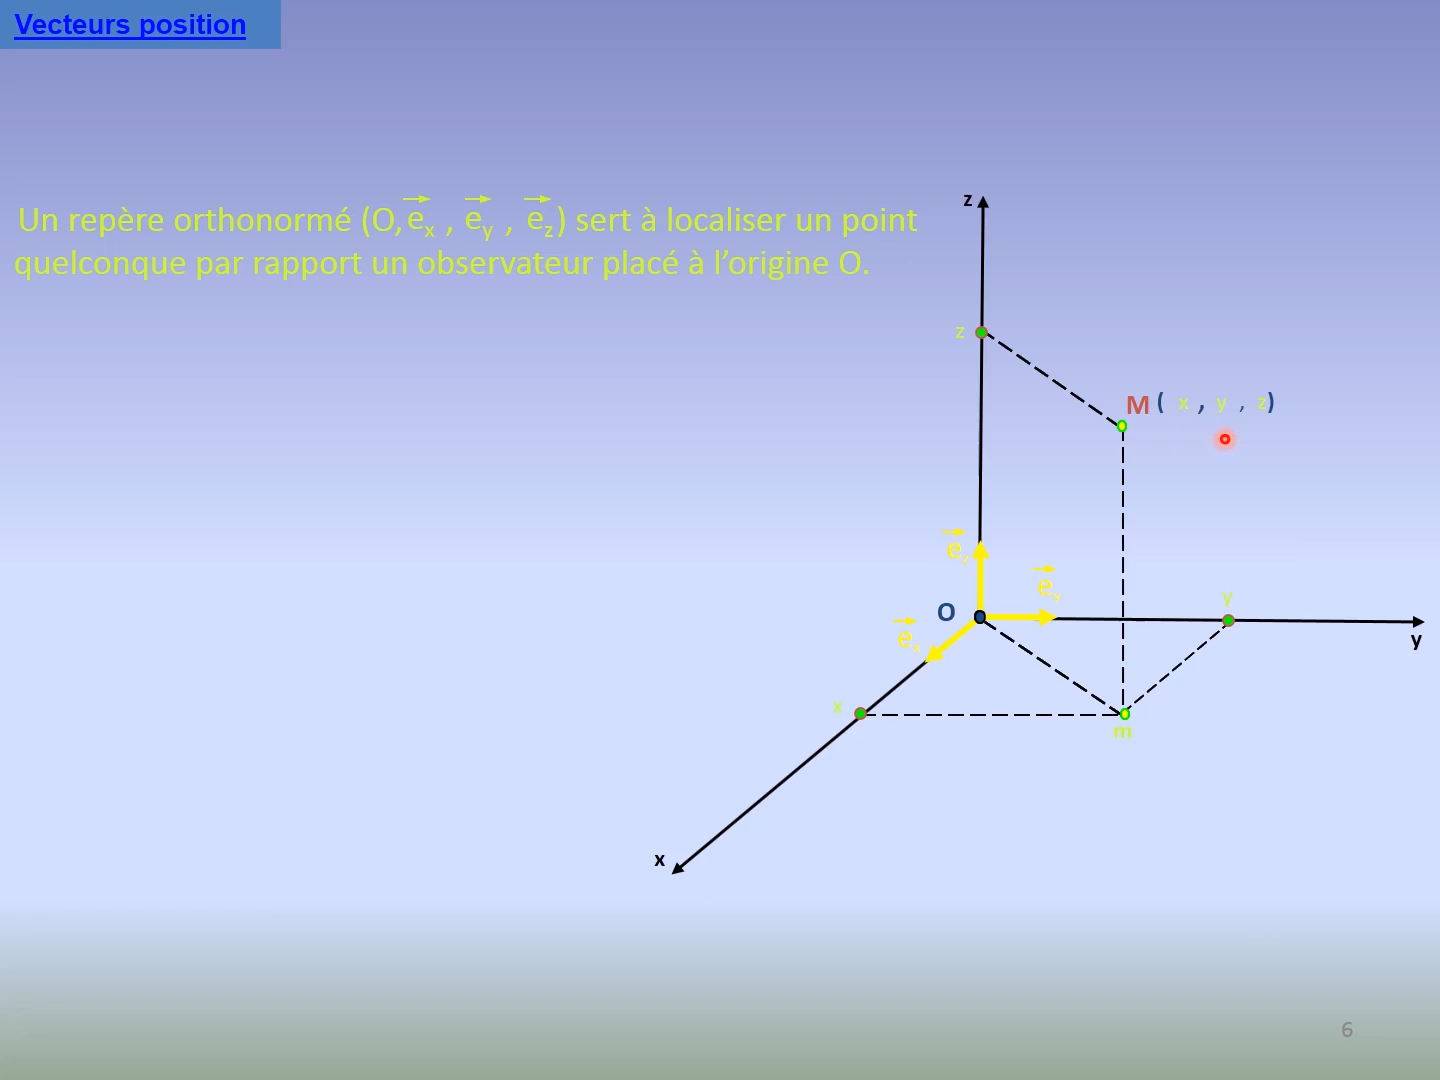 Vecteurs position
Un repère orthonormé (O, ex , ey , ez) sert à localiser un point
quelconque par rapport un observateur placé à l’origine O.
z
z
M ( x , y , z)
ez
ey
O
y
ex
y
x
m
x
6